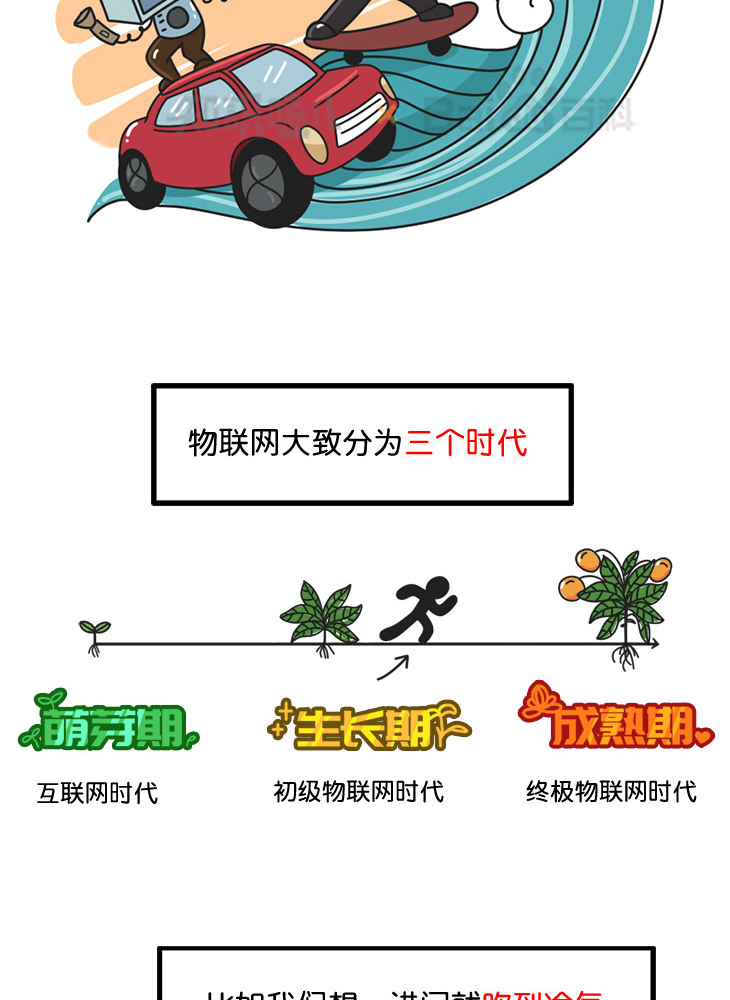 物联网大致分为三个时代
萌芽期 生长期 成熟期
互联网时代 初级物联网时代 终极物联网时代